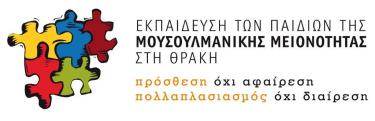 ΕΚΠΑΙΔΕΥΣΗ ΤΩΝ ΠΑΙΔΙΩΝ ΤΗΣ
ΜΟΥΣΟΥΛΜΑΝΙΚΗΣ ΜΕΙΟΝΟΤΗΤΑΣ
ΣΤΗ ΘΡΑΚΗ
πρόσθεση όχι αφαίρεση
πολλαπλασιασμός όχι διαίρεση